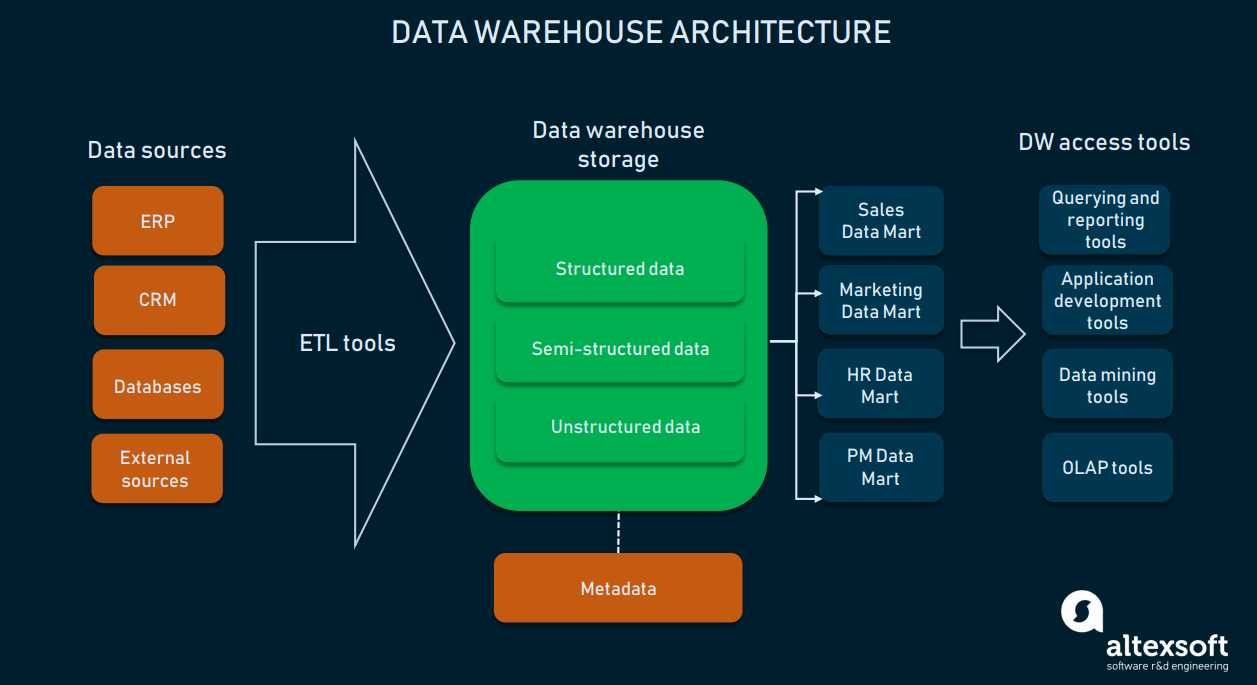 DATA WAREHOUSE ARCHITECTURE
Data sources
ERP
CRM
Databases
External
sources
ETL tools
Data warehouse
storage
Structured data
Semi-structured data
Unstructured data
Metadata
Sales
Data Mart
Marketing
Data Mart
HR Data
Mart
PM Data
Mart
DW access tools
Querying and
reporting
tools
Application
development
tools
Data mining
tools
OLAP tools
altexsoft
software r&d engineering